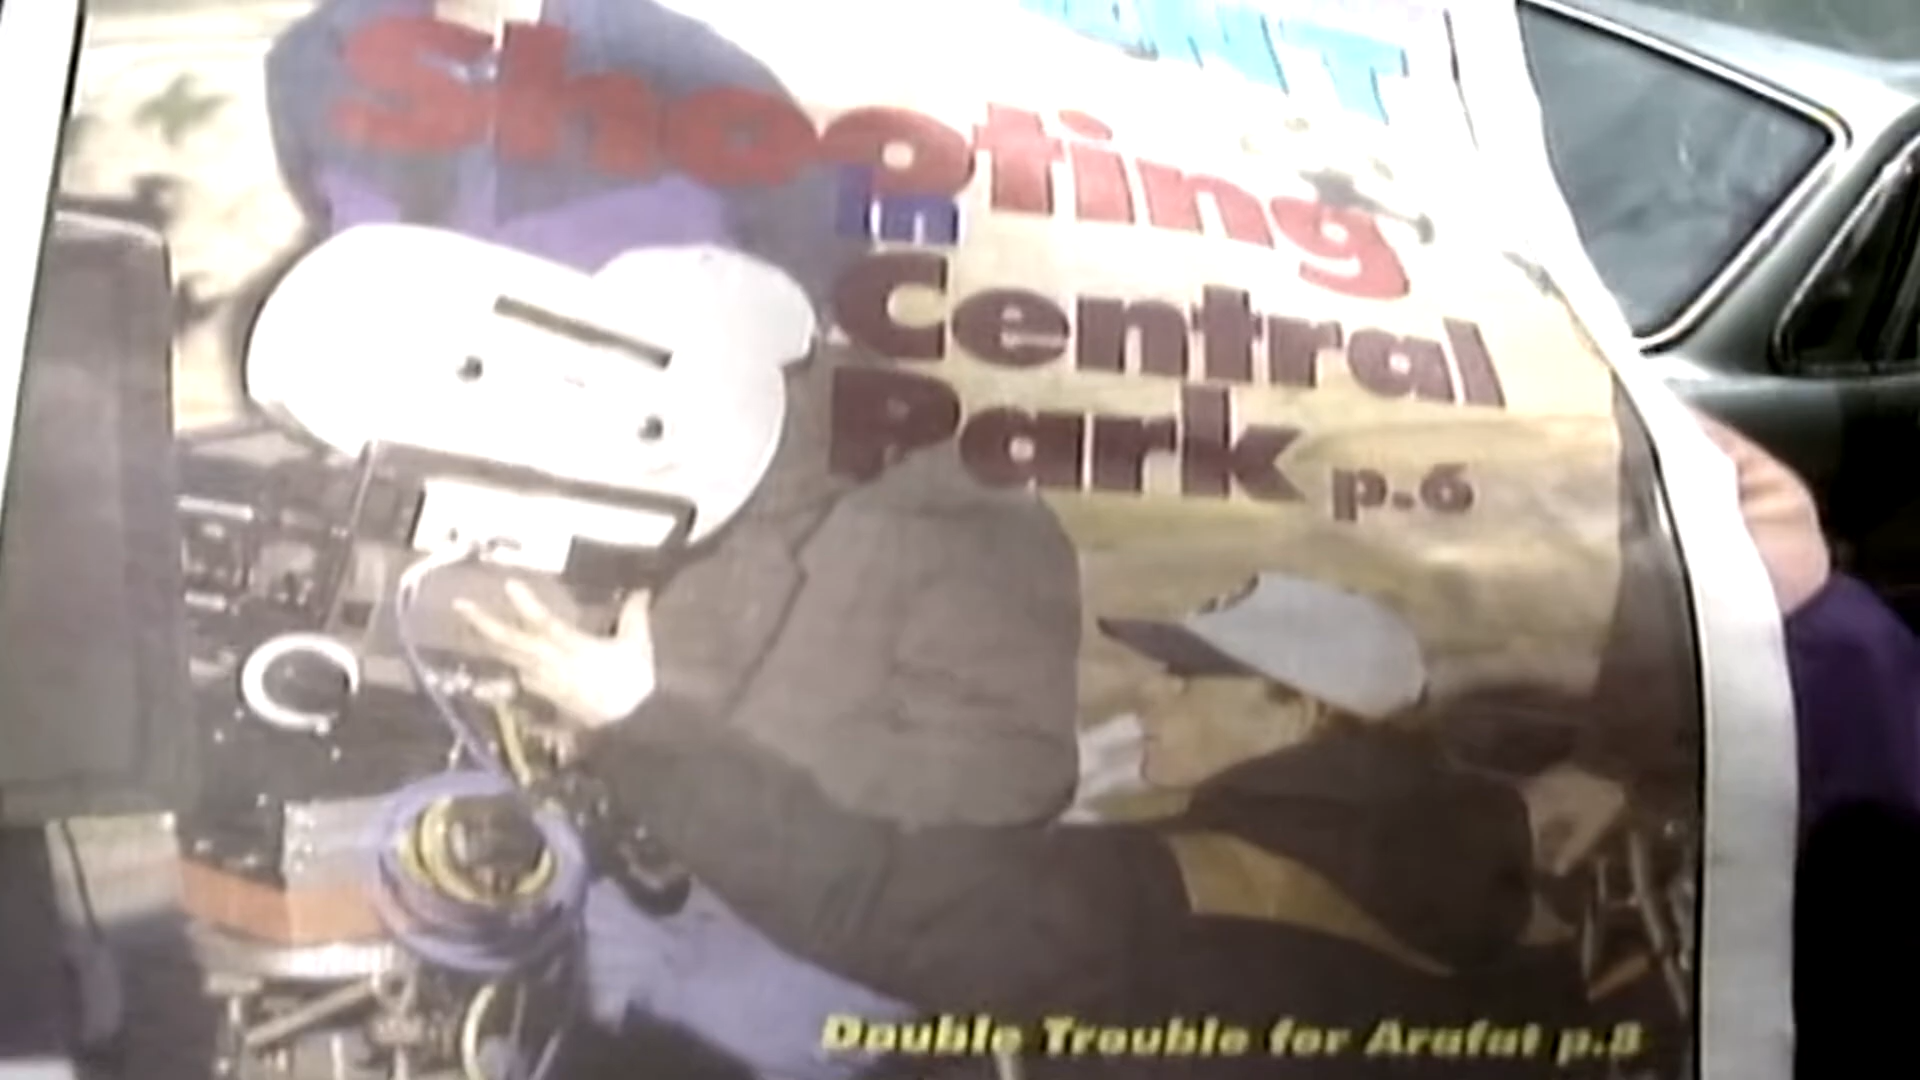 Shooting
in
Central
Park p.6
Double Trouble for Arafat p.8